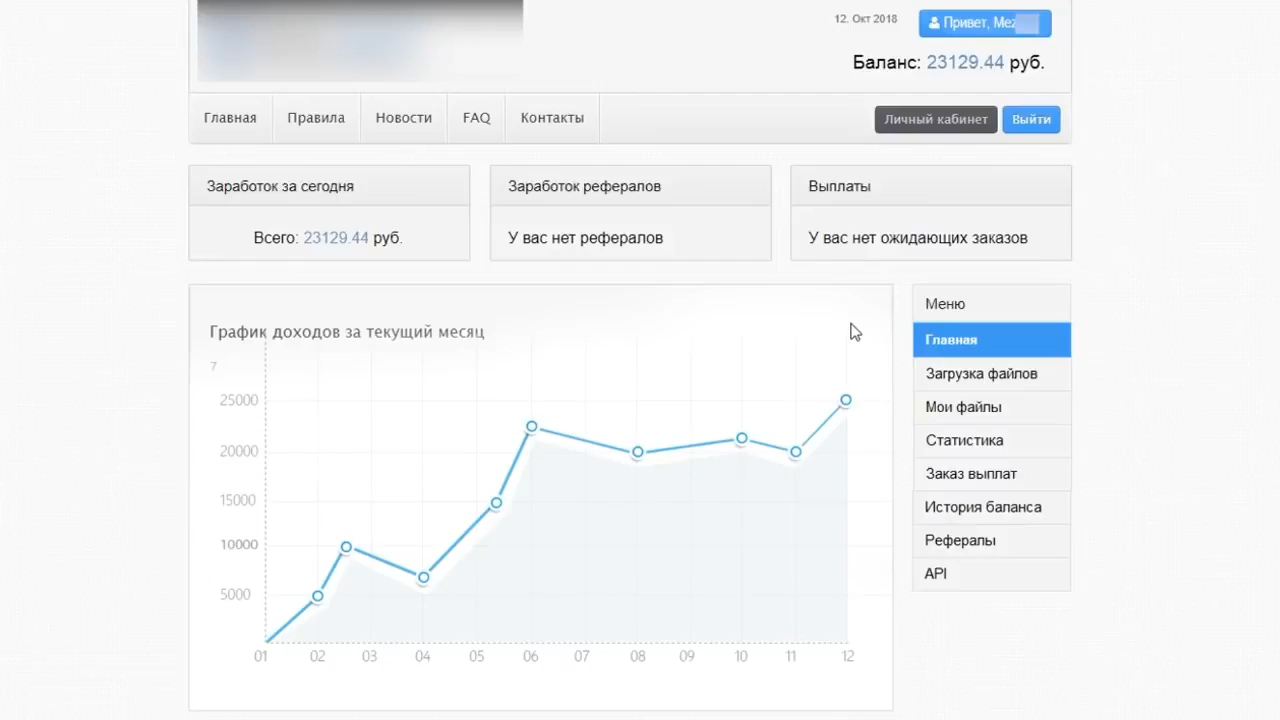 12. Окт 2018
Привет, Mez
Баланс: 23129.44 руб.
Главная Правила Новости FAQ Контакты Личный кабинет Выйти
Заработок за сегодня
Всего: 23129.44 руб.
Заработок рефералов
У вас нет рефералов
Выплаты
У вас нет ожидающих заказов
График доходов за текущий месяц
7
25000
20000
15000
10000
5000
01 02 03 04 05 06 07 08 09 10 11 12
Меню
Главная
Загрузка файлов
Мои файлы
Статистика
Заказ выплат
История баланса
Рефералы
API